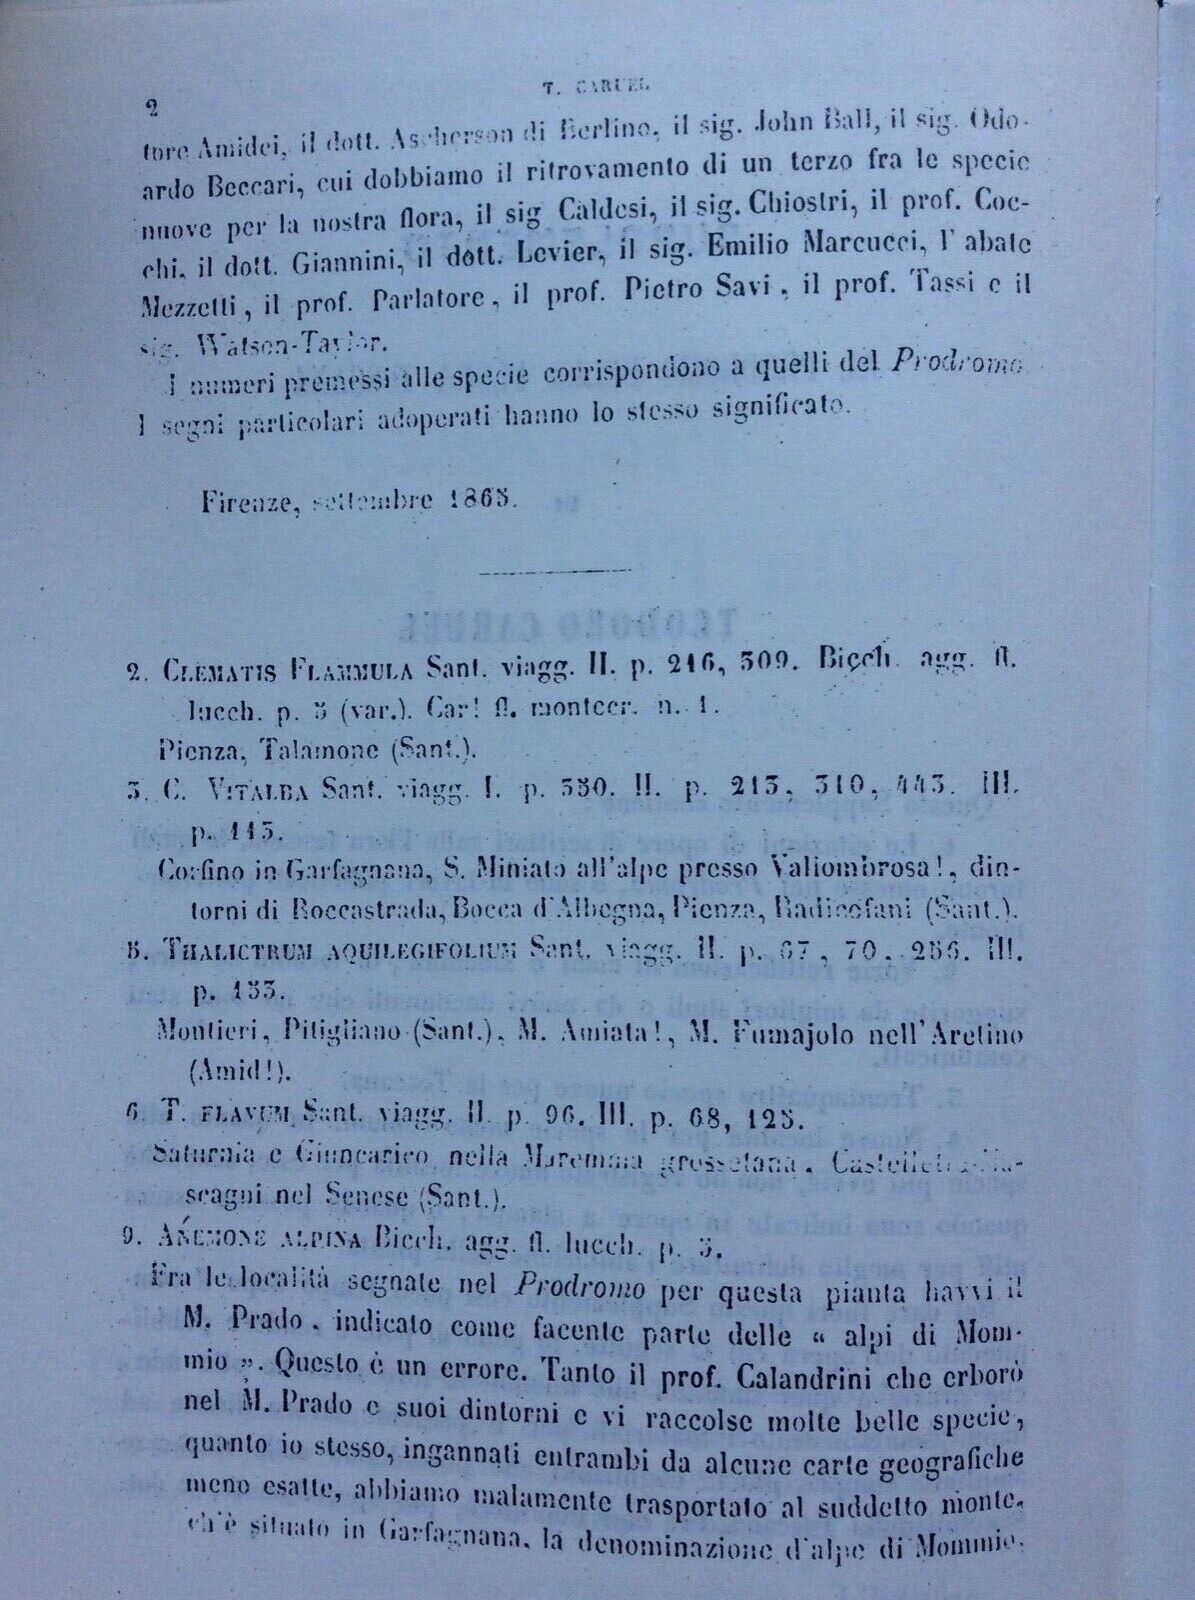 2
T. CARUEL
tore Amidei, il dott. Ascherson di Berlino, il sig. John Ball, il sig. Odo-
ardo Beccari, cui dobbiamo il ritrovamento di un terzo fra le specie
nuove per la nostra flora, il sig Caldesi, il sig. Chiostri, il prof. Coc-
chi, il dott. Giannini, il dott. Levier, il sig. Emilio Marcucci, l'abate
Mezzetti, il prof. Parlatore, il prof. Pietro Savi, il prof. Tassi e il
sig. Watson-Taylor.
I numeri premessi alle specie corrispondono a quelli del Prodromo.
I segni particolari adoperati hanno lo stesso significato.
Firenze, settembre 1865.
2. CLEMATIS FLAMMULA Sant. viagg. II. p. 216, 309. Bicch. agg. fl.
lucch. p. 3 (var.). Car! fl. montecr. n. 1.
Pienza, Talamone (Sant.).
3. C. VITALBA Sant. viagg. I. p. 330. II. p. 213, 310, 443. III.
p. 113.
Corfino in Garfagnana, S. Miniato all'alpe presso Vallombrosa!, din-
torni di Roccastrada, Bocca d'Albegna, Pienza, Radicofani (Sant.).
5. THALICTRUM AQUILEGIFOLIUM Sant. viagg. II. p. 67, 70, 256. III.
p. 133.
Montieri, Pitigliano (Sant.), M. Amiata!, M. Fumajolo nell'Aretino
(Amid!).
6. T. FLAVUM Sant. viagg. II p. 96. III. p. 68, 125.
Saturnia e Giuncarico nella Maremma grossetana, Castelletto Ma-
scagni nel Senese (Sant.).
9. ANEMONE ALPINA Bicch. agg. fl. lucch. p. 3.
Fra le località segnate nel Prodromo per questa pianta havvi il
M. Prado, indicato come facente parte delle “ alpi di Mom-
mio ”. Questo è un errore. Tanto il prof. Calandrini che erborò
nel M. Prado e suoi dintorni e vi raccolse molte belle specie,
quanto io stesso, ingannati entrambi da alcune carte geografiche
meno esatte, abbiamo malamente trasportato al suddetto monte,
ch'è situato in Garfagnana, la denominazione d'alpe di Mommio,